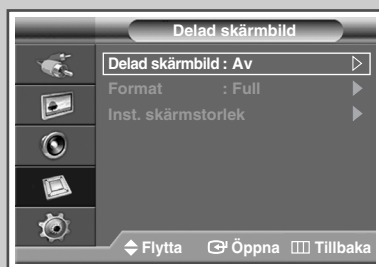 Delad skärmbild
Delad skärmbild : Av
Format : Full
Inst. skärmstorlek
Flytta Öppna Tillbaka